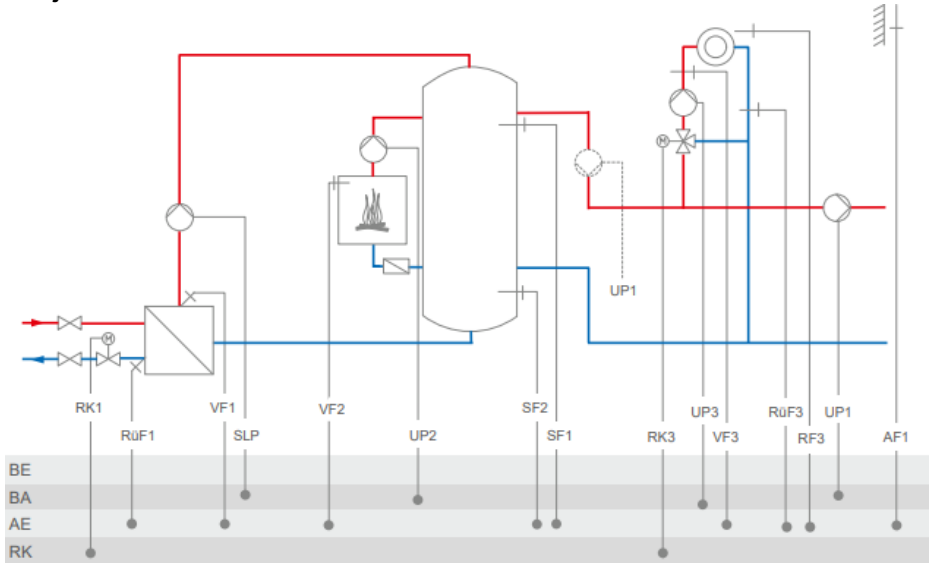 M
UP1
M
RK1
VF1
VF2
SF2
UP3
RüF3
UP1
RüF1
SLP
UP2
SF1
RK3
VF3
RF3
AF1
BE
BA
AE
RK